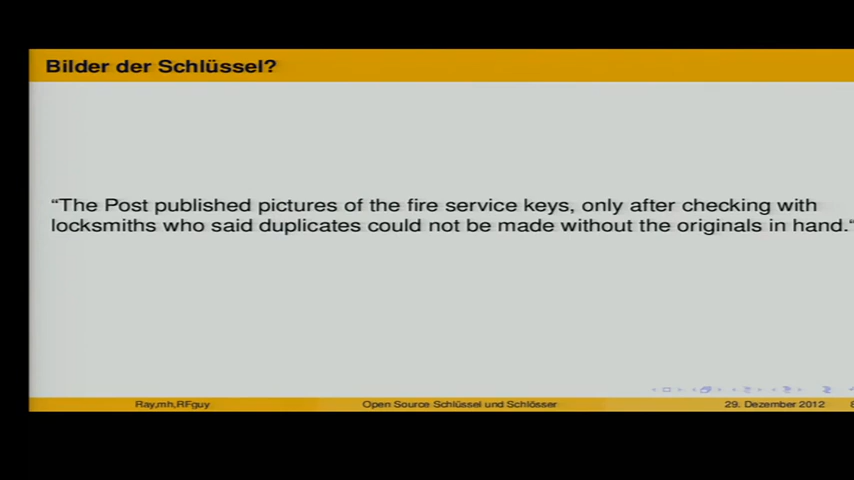 Bilder der Schlüssel?
“The Post published pictures of the fire service keys, only after checking with
locksmiths who said duplicates could not be made without the originals in hand.“
Ray,mh,RFguy Open Source Schlüssel und Schlösser 29. Dezember 2012